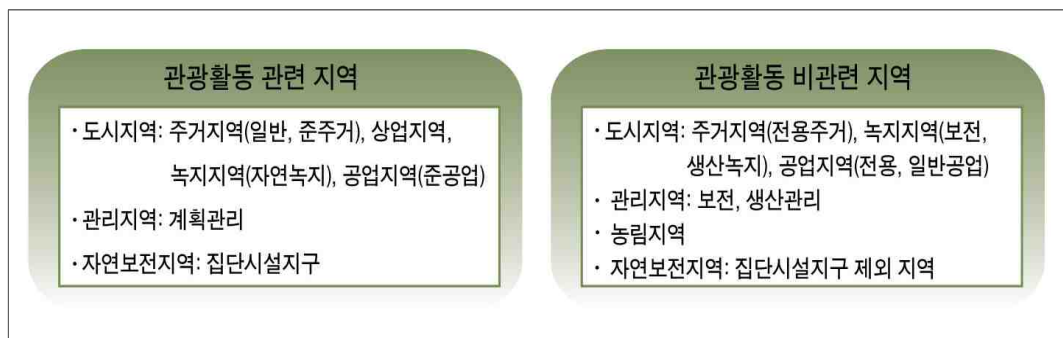 관광활동 관련 지역
· 도시지역: 주거지역(일반, 준주거), 상업지역,
녹지지역(자연녹지), 공업지역(준공업)
· 관리지역: 계획관리
· 자연보전지역: 집단시설지구
관광활동 비관련 지역
· 도시지역: 주거지역(전용주거), 녹지지역(보전,
생산녹지), 공업지역(전용, 일반공업)
· 관리지역: 보전, 생산관리
· 농림지역
· 자연보전지역: 집단시설지구 제외 지역